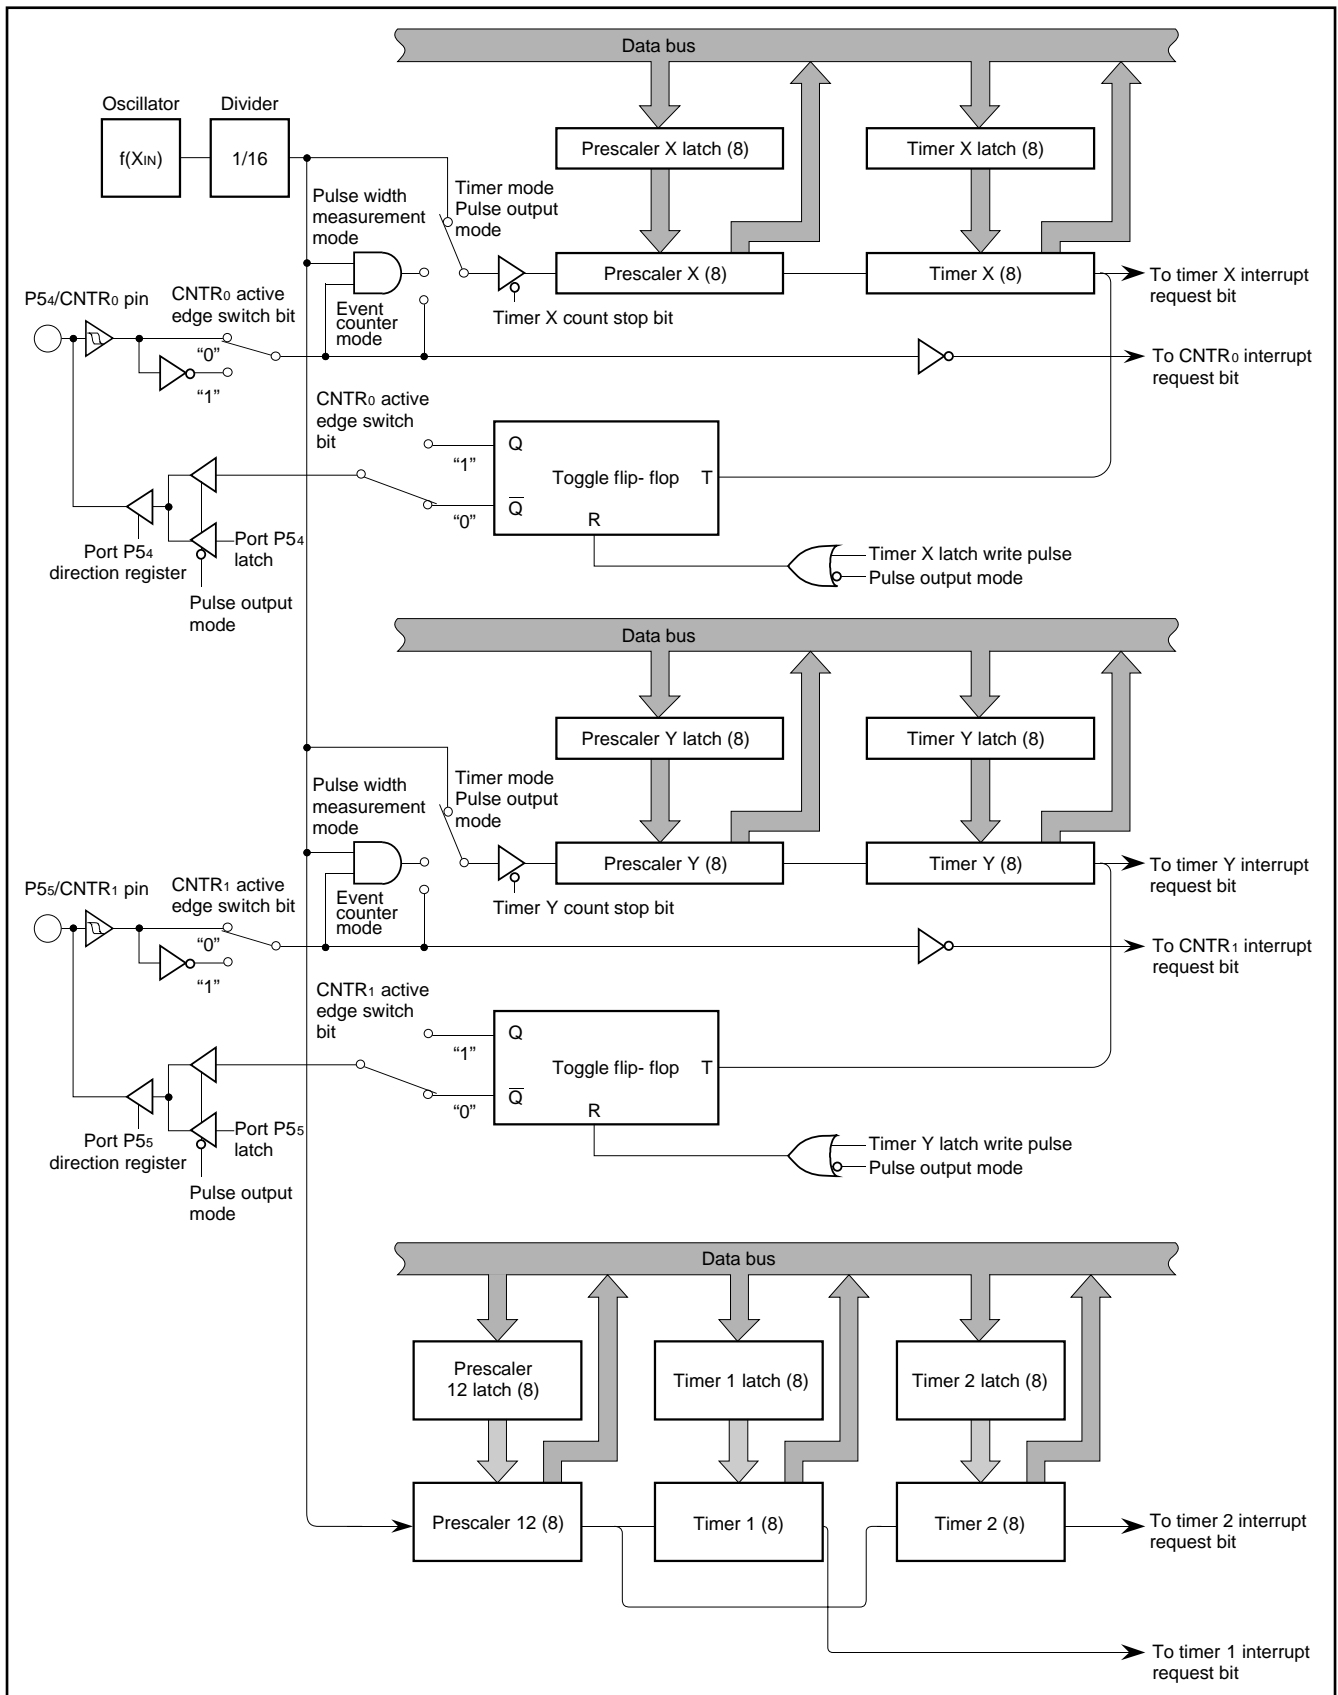 Data bus
Oscillator
Divider
f(XIN)
1/16
Prescaler X latch (8)
Timer X latch (8)
Pulse width
measurement
mode
Timer mode
Pulse output
mode
Prescaler X (8)
Timer X (8)
To timer X interrupt
request bit
P54/CNTR0 pin
CNTR0 active
edge switch bit
Event
counter
mode
Timer X count stop bit
“0”
“1”
To CNTR0 interrupt
request bit
CNTR0 active
edge switch
bit
“1”
Q
Toggle flip- flop
T
“0”
Q̅
R
Port P54
direction register
Port P54
latch
Pulse output
mode
Timer X latch write pulse
Pulse output mode
Data bus
Prescaler Y latch (8)
Timer Y latch (8)
Pulse width
measurement
mode
Timer mode
Pulse output
mode
Prescaler Y (8)
Timer Y (8)
To timer Y interrupt
request bit
P55/CNTR1 pin
CNTR1 active
edge switch bit
Event
counter
mode
Timer Y count stop bit
“0”
“1”
To CNTR1 interrupt
request bit
CNTR1 active
edge switch
bit
“1”
Q
Toggle flip- flop
T
“0”
Q̅
R
Port P55
direction register
Port P55
latch
Pulse output
mode
Timer Y latch write pulse
Pulse output mode
Data bus
Prescaler
12 latch (8)
Timer 1 latch (8)
Timer 2 latch (8)
Prescaler 12 (8)
Timer 1 (8)
Timer 2 (8)
To timer 2 interrupt
request bit
To timer 1 interrupt
request bit